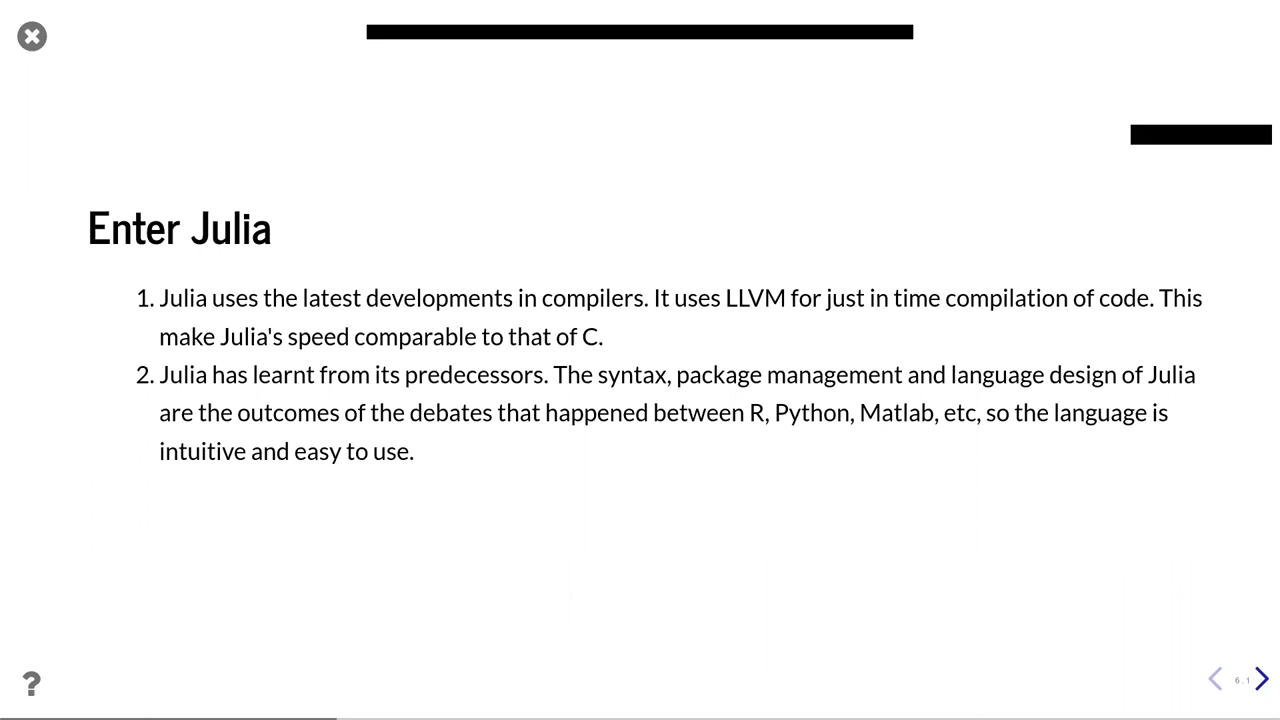 Enter Julia
1. Julia uses the latest developments in compilers. It uses LLVM for just in time compilation of code. This
make Julia's speed comparable to that of C.
2. Julia has learnt from its predecessors. The syntax, package management and language design of Julia
are the outcomes of the debates that happened between R, Python, Matlab, etc, so the language is
intuitive and easy to use.
?
6.1